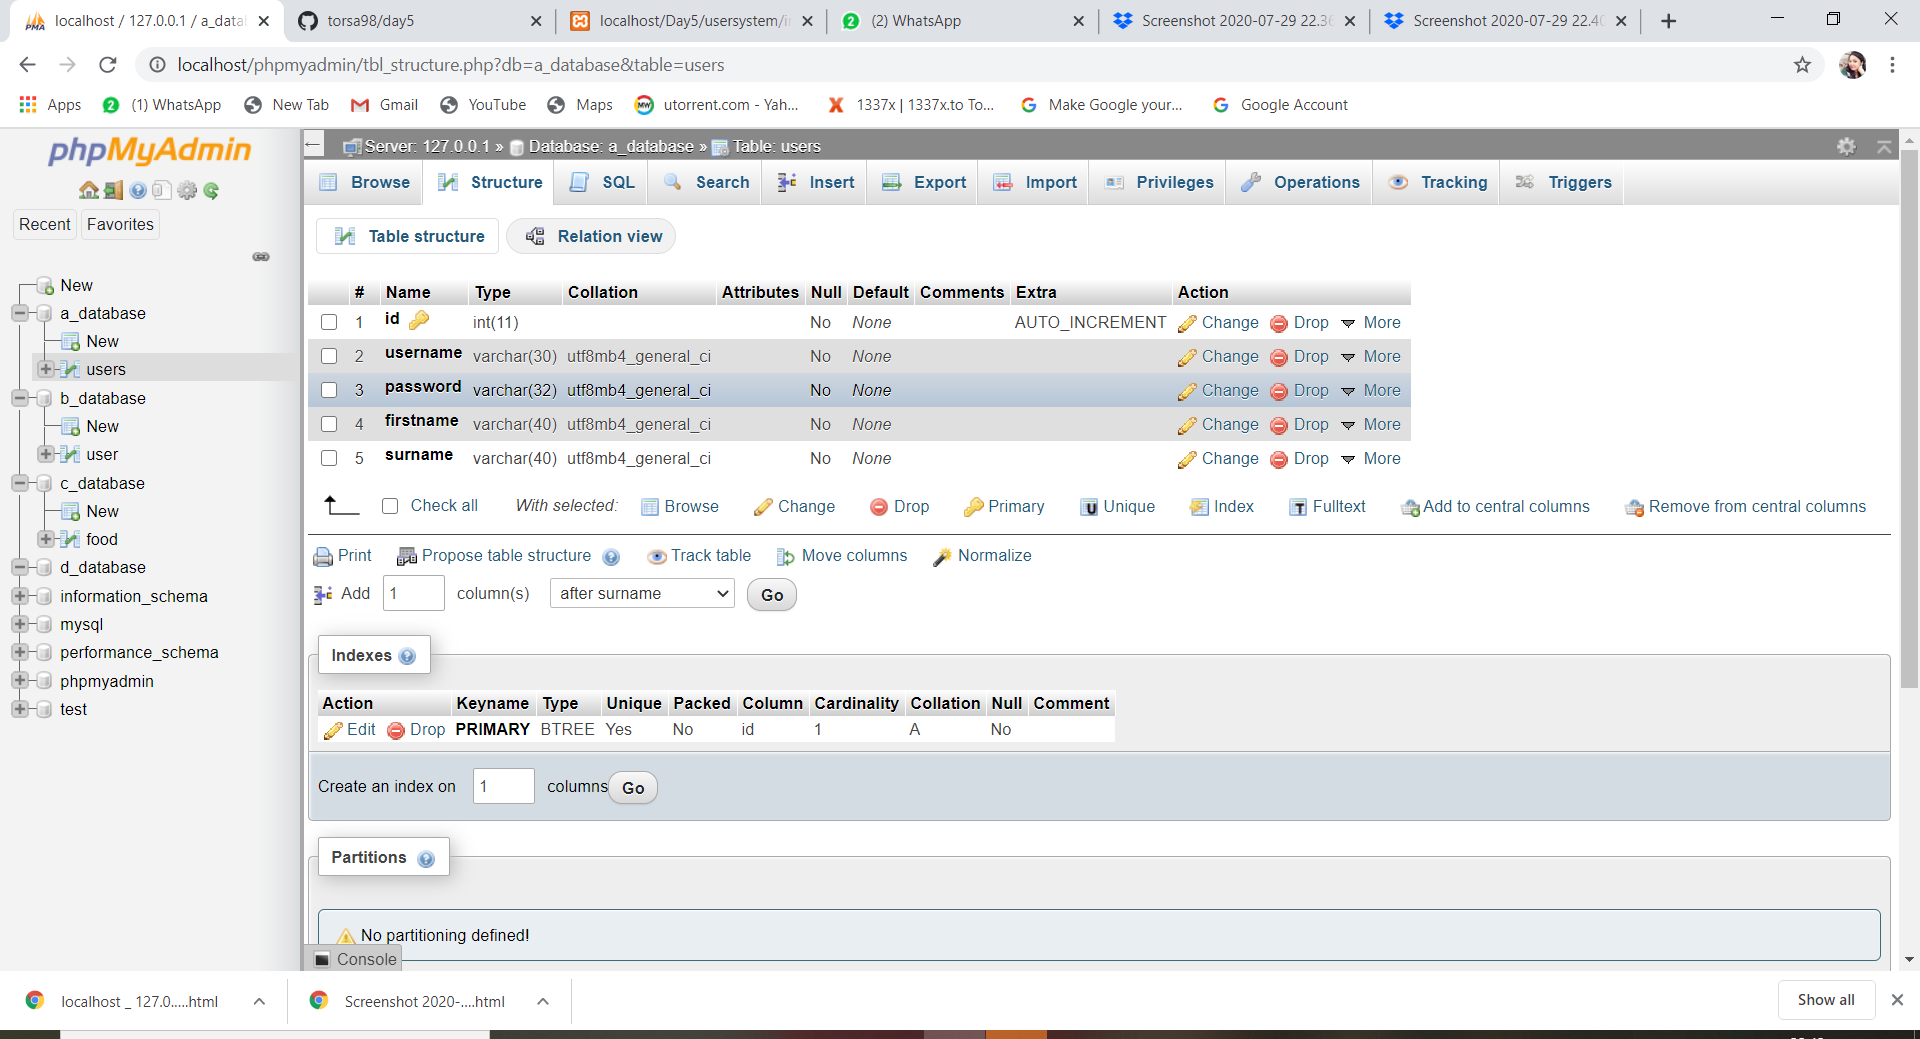 localhost / 127.0.0.1 / a_data
torsa98/day5
localhost/Day5/usersystem/i
(2) WhatsApp
Screenshot 2020-07-29 22.3
Screenshot 2020-07-29 22.4
localhost/phpmyadmin/tbl_structure.php?db=a_database&table=users
Apps
(1) WhatsApp
New Tab
Gmail
YouTube
Maps
utorrent.com - Yah...
1337x | 1337x.to To...
Make Google your...
Google Account
phpMyAdmin
Recent
Favorites
New
a_database
New
users
b_database
New
user
c_database
New
food
d_database
information_schema
mysql
performance_schema
phpmyadmin
test
Server: 127.0.0.1 » Database: a_database » Table: users
Browse Structure SQL Search Insert Export Import Privileges Operations Tracking Triggers
Table structure Relation view
# Name Type Collation Attributes Null Default Comments Extra Action
1 id int(11) No None AUTO_INCREMENT Change Drop More
2 username varchar(30) utf8mb4_general_ci No None Change Drop More
3 password varchar(32) utf8mb4_general_ci No None Change Drop More
4 firstname varchar(40) utf8mb4_general_ci No None Change Drop More
5 surname varchar(40) utf8mb4_general_ci No None Change Drop More
Check all With selected: Browse Change Drop Primary Unique Index Fulltext Add to central columns Remove from central columns
Print Propose table structure Track table Move columns Normalize
Add 1 column(s) after surname Go
Indexes
Action Keyname Type Unique Packed Column Cardinality Collation Null Comment
Edit Drop PRIMARY BTREE Yes No id 1 A No
Create an index on 1 columns Go
Partitions
No partitioning defined!
Console
localhost _ 127.0.....html
Screenshot 2020-....html
Show all